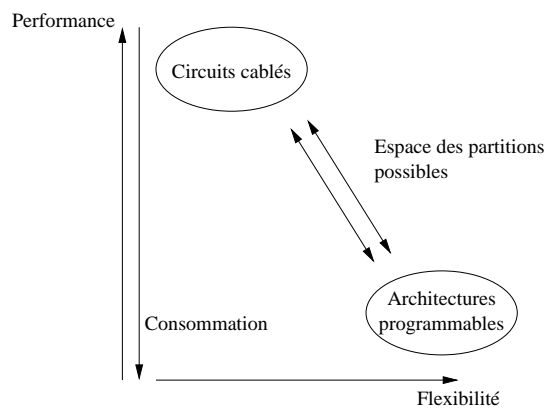 Performance
Circuits cablés
Espace des partitions
possibles
Architectures
programmables
Consommation
Flexibilité